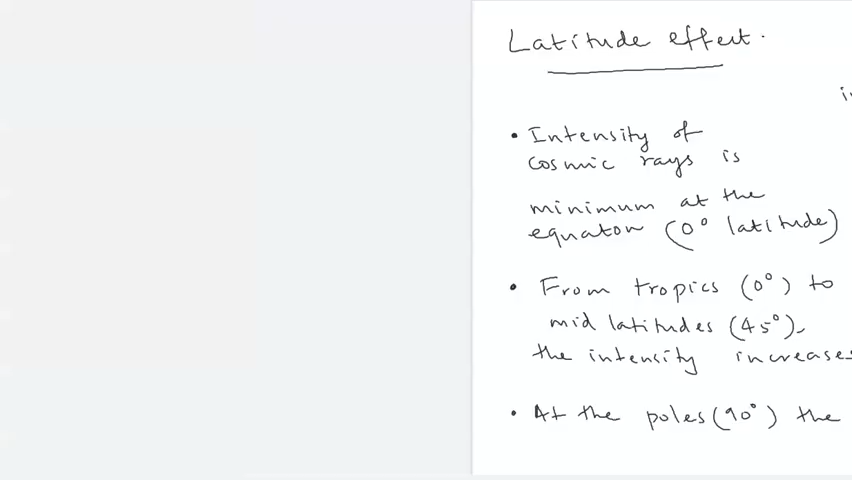 Latitude effect.
• Intensity of
cosmic rays is
minimum at the
equator (0° latitude)
• From tropics (0°) to
mid latitudes (45°),
the intensity increases
• At the poles (90°) the